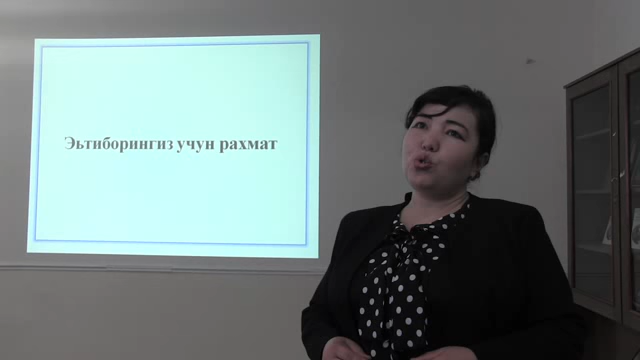 Эътиборингиз учун рахмат